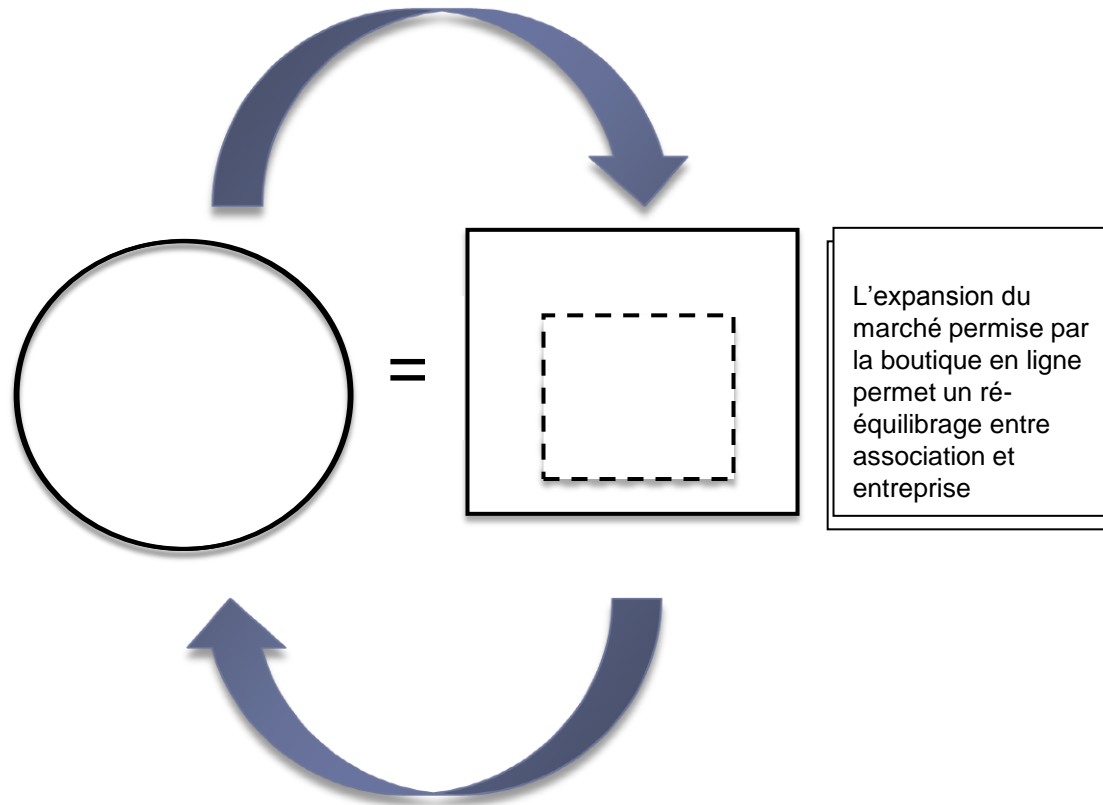 =
L'expansion du
marché permise par
la boutique en ligne
permet un ré-
équilibrage entre
association et
entreprise